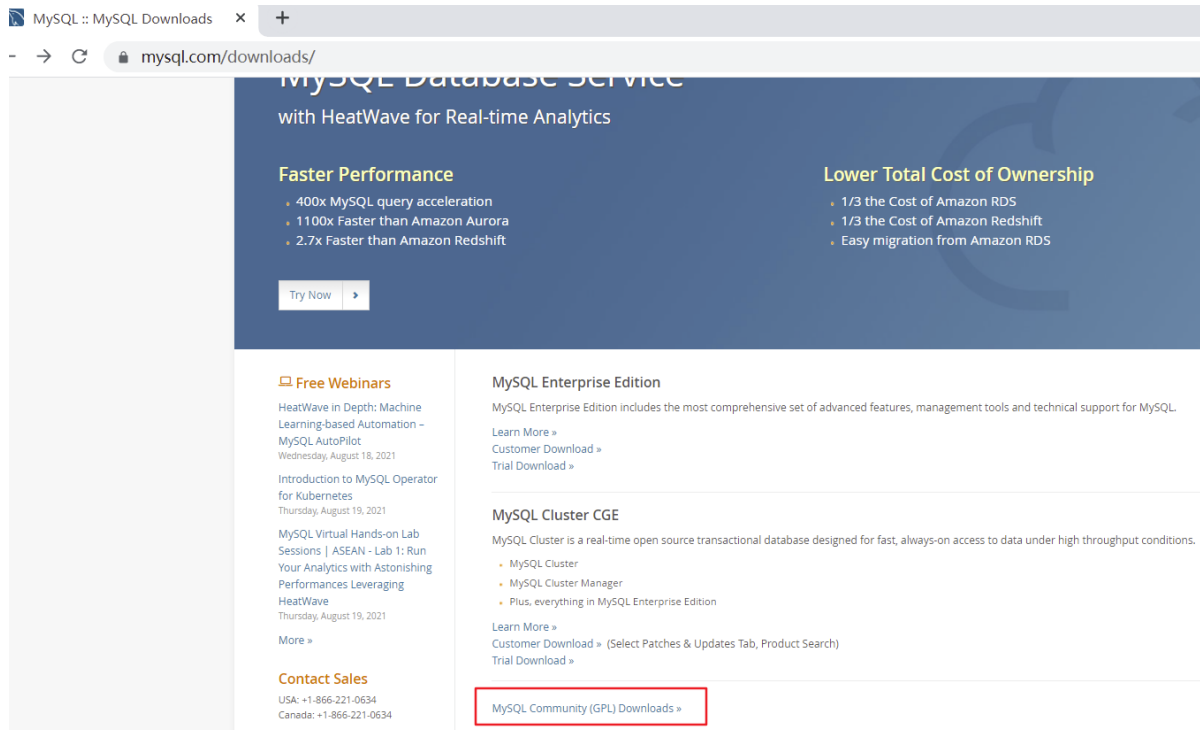 MySQL :: MySQL Downloads
mysql.com/downloads/
MySQL Database Service
with HeatWave for Real-time Analytics
Faster Performance
400x MySQL query acceleration
1100x Faster than Amazon Aurora
2.7x Faster than Amazon Redshift
Lower Total Cost of Ownership
1/3 the Cost of Amazon RDS
1/3 the Cost of Amazon Redshift
Easy migration from Amazon RDS
Try Now
Free Webinars
HeatWave in Depth: Machine
Learning-based Automation –
MySQL AutoPilot
Wednesday, August 18, 2021
Introduction to MySQL Operator
for Kubernetes
Thursday, August 19, 2021
MySQL Virtual Hands-on Lab
Sessions | ASEAN - Lab 1: Run
Your Analytics with Astonishing
Performances Leveraging
HeatWave
Thursday, August 19, 2021
More »
Contact Sales
USA: +1-866-221-0634
Canada: +1-866-221-0634
MySQL Enterprise Edition
MySQL Enterprise Edition includes the most comprehensive set of advanced features, management tools and technical support for MySQL.
Learn More »
Customer Download »
Trial Download »
MySQL Cluster CGE
MySQL Cluster is a real-time open source transactional database designed for fast, always-on access to data under high throughput conditions.
MySQL Cluster
MySQL Cluster Manager
Plus, everything in MySQL Enterprise Edition
Learn More »
Customer Download » (Select Patches & Updates Tab, Product Search)
Trial Download »
MySQL Community (GPL) Downloads »